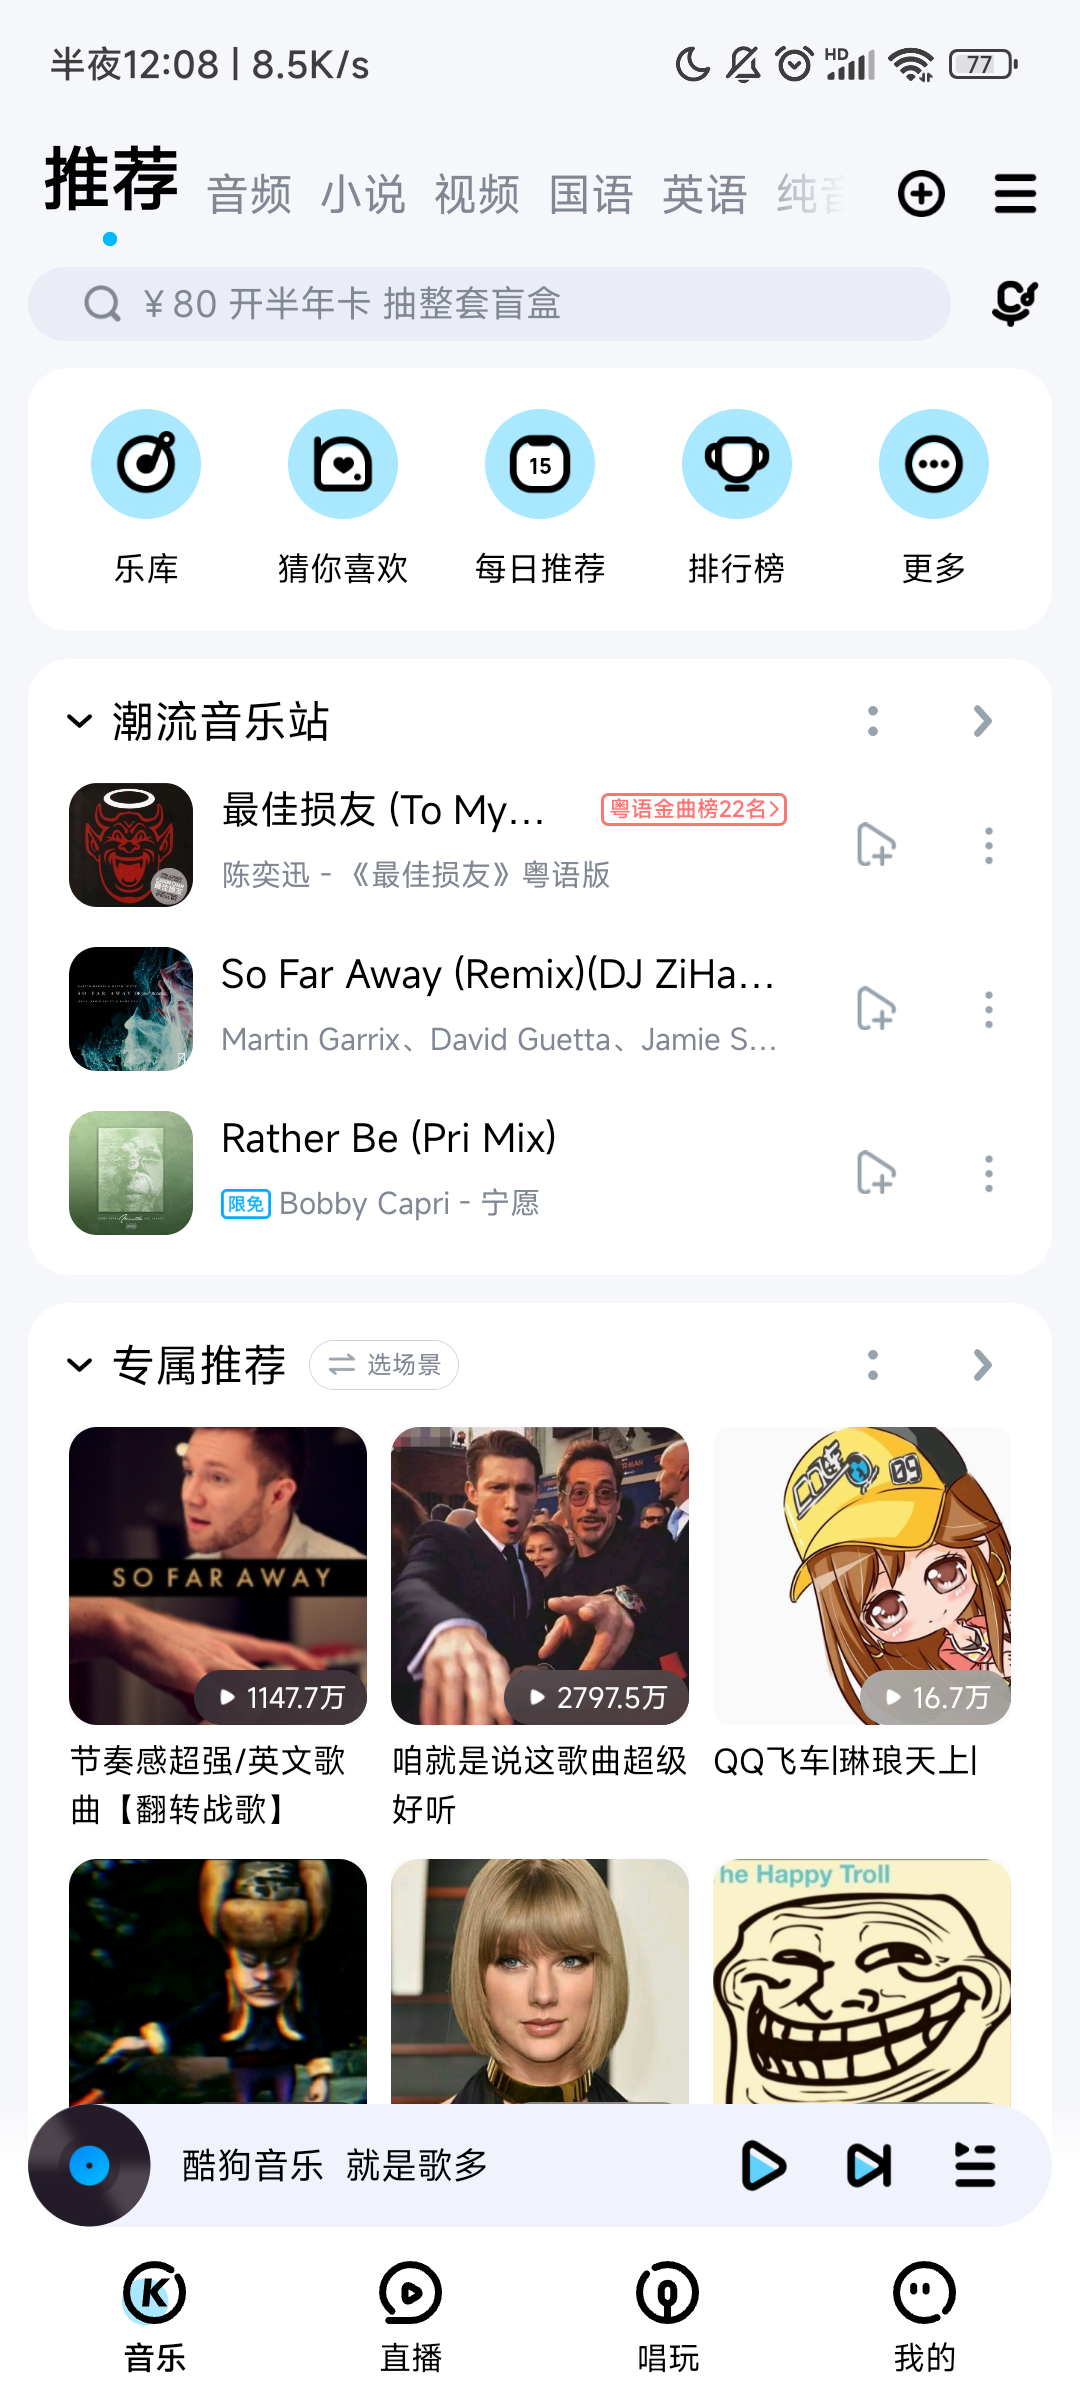 半夜12:08 | 8.5K/s
HD
77
推荐 音频 小说 视频 国语 英语 纯音
¥ 80 开半年卡 抽整套盲盒
15
乐库 猜你喜欢 每日推荐 排行榜 更多
潮流音乐站
最佳损友 (To My... 粤语金曲榜22名>
陈奕迅 - 《最佳损友》粤语版
So Far Away (Remix)(DJ ZiHa...
Martin Garrix、David Guetta、Jamie S...
Rather Be (Pri Mix)
限免 Bobby Capri - 宁愿
专属推荐 选场景
SO FAR AWAY
09
1147.7万 2797.5万 16.7万
节奏感超强/英文歌曲【翻转战歌】
咱就是说这歌曲超级好听
QQ飞车|琳琅天上|
he Happy Troll
酷狗音乐 就是歌多
音乐 直播 唱玩 我的